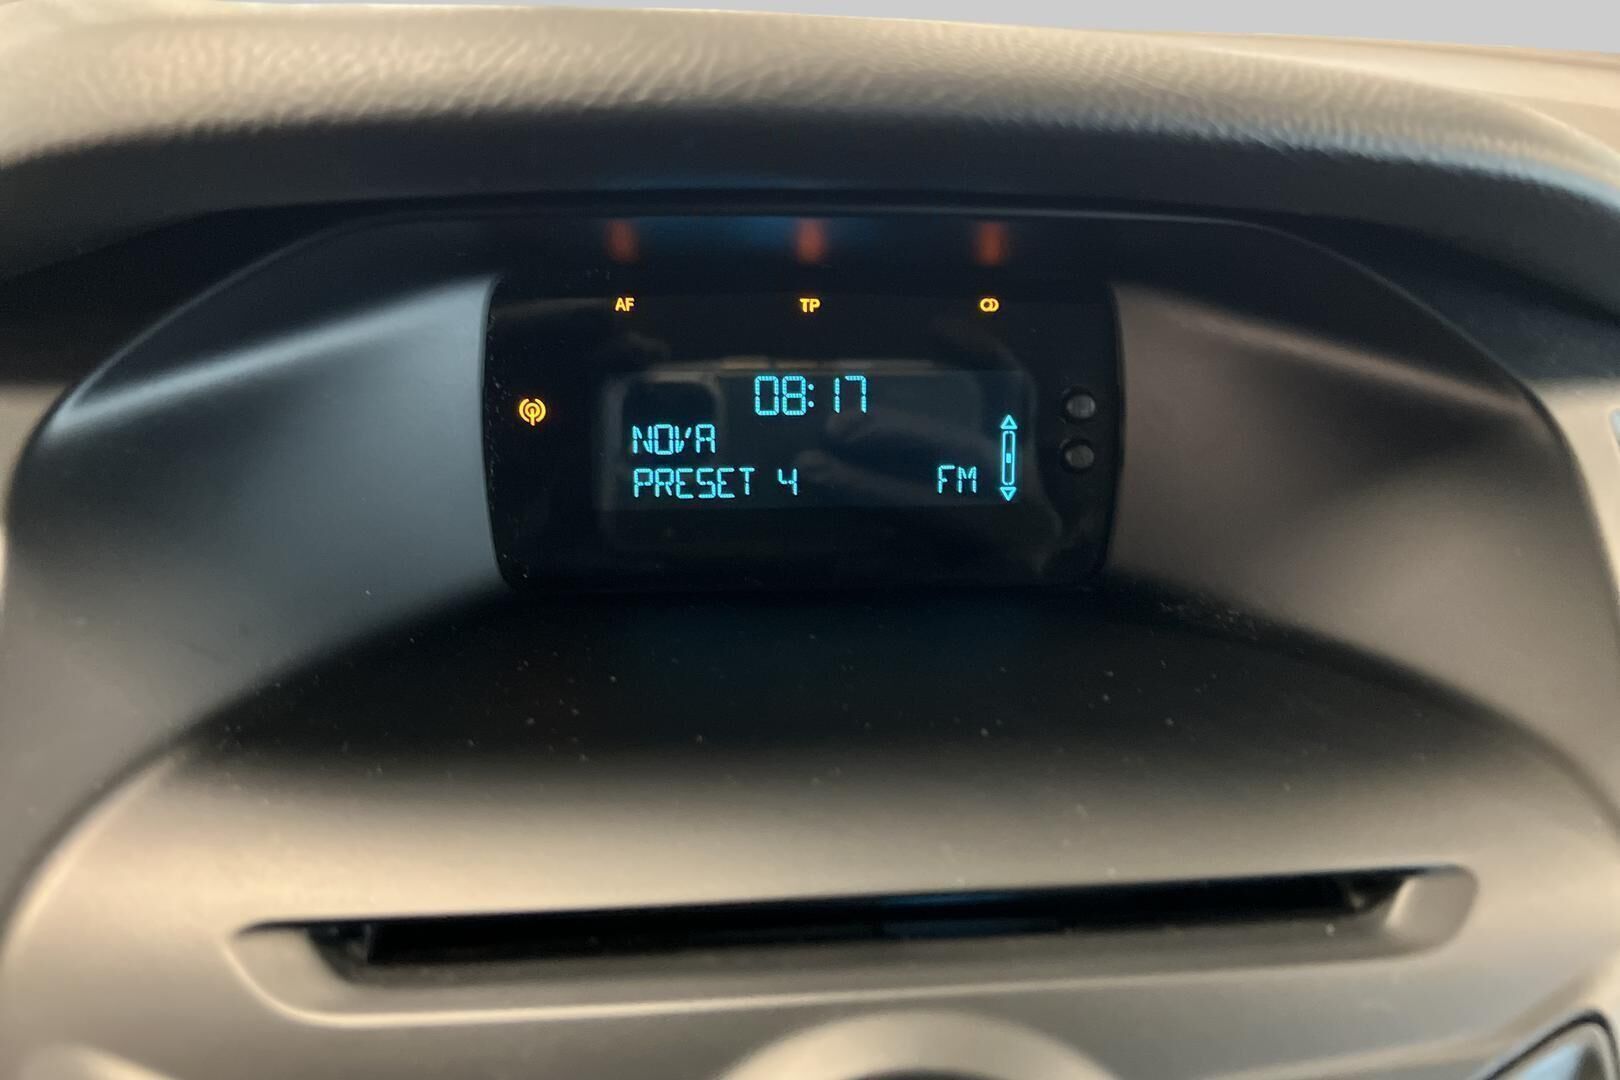 AF TP
08:17
NOVA
PRESET 4 FM